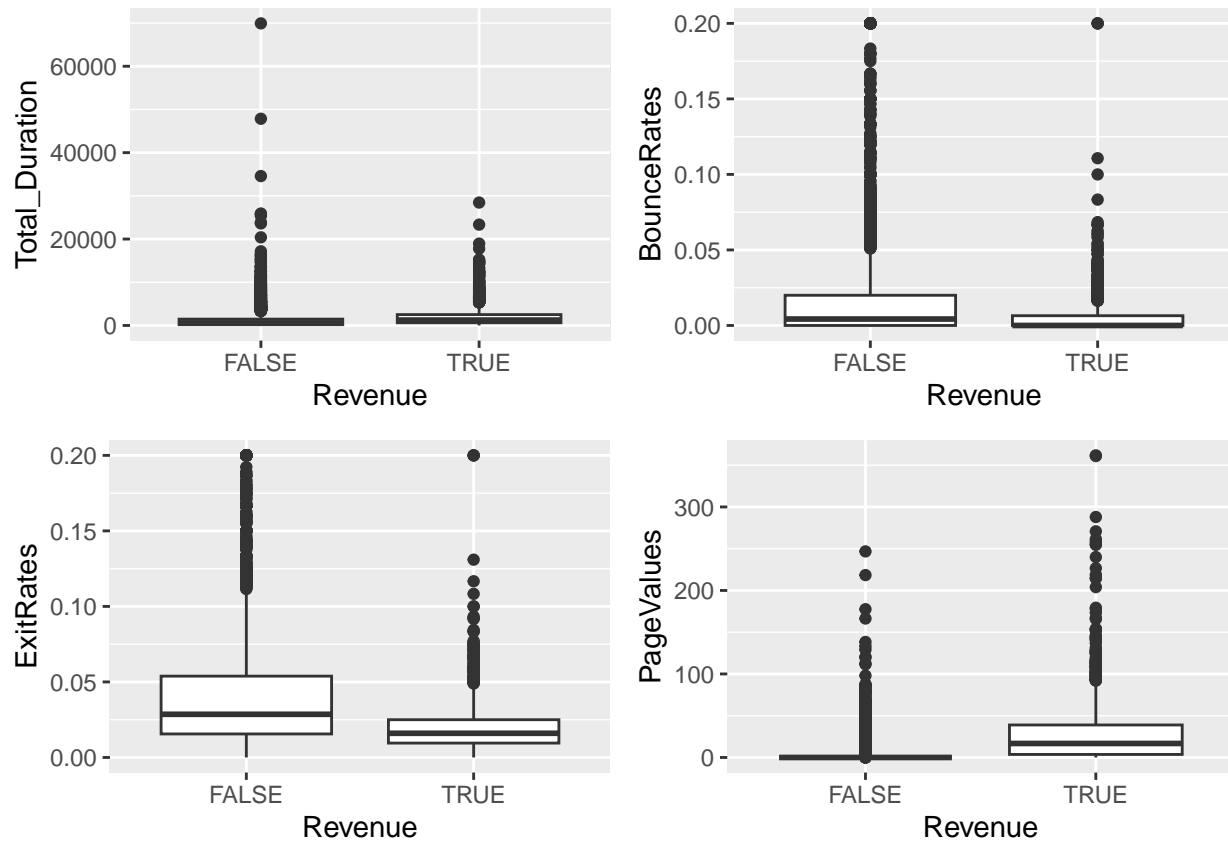 Total_Duration
60000
40000
20000
0
FALSE TRUE
Revenue
BounceRates
0.20
0.15
0.10
0.05
0.00
FALSE TRUE
Revenue
ExitRates
0.20
0.15
0.10
0.05
0.00
FALSE TRUE
Revenue
PageValues
300
200
100
0
FALSE TRUE
Revenue